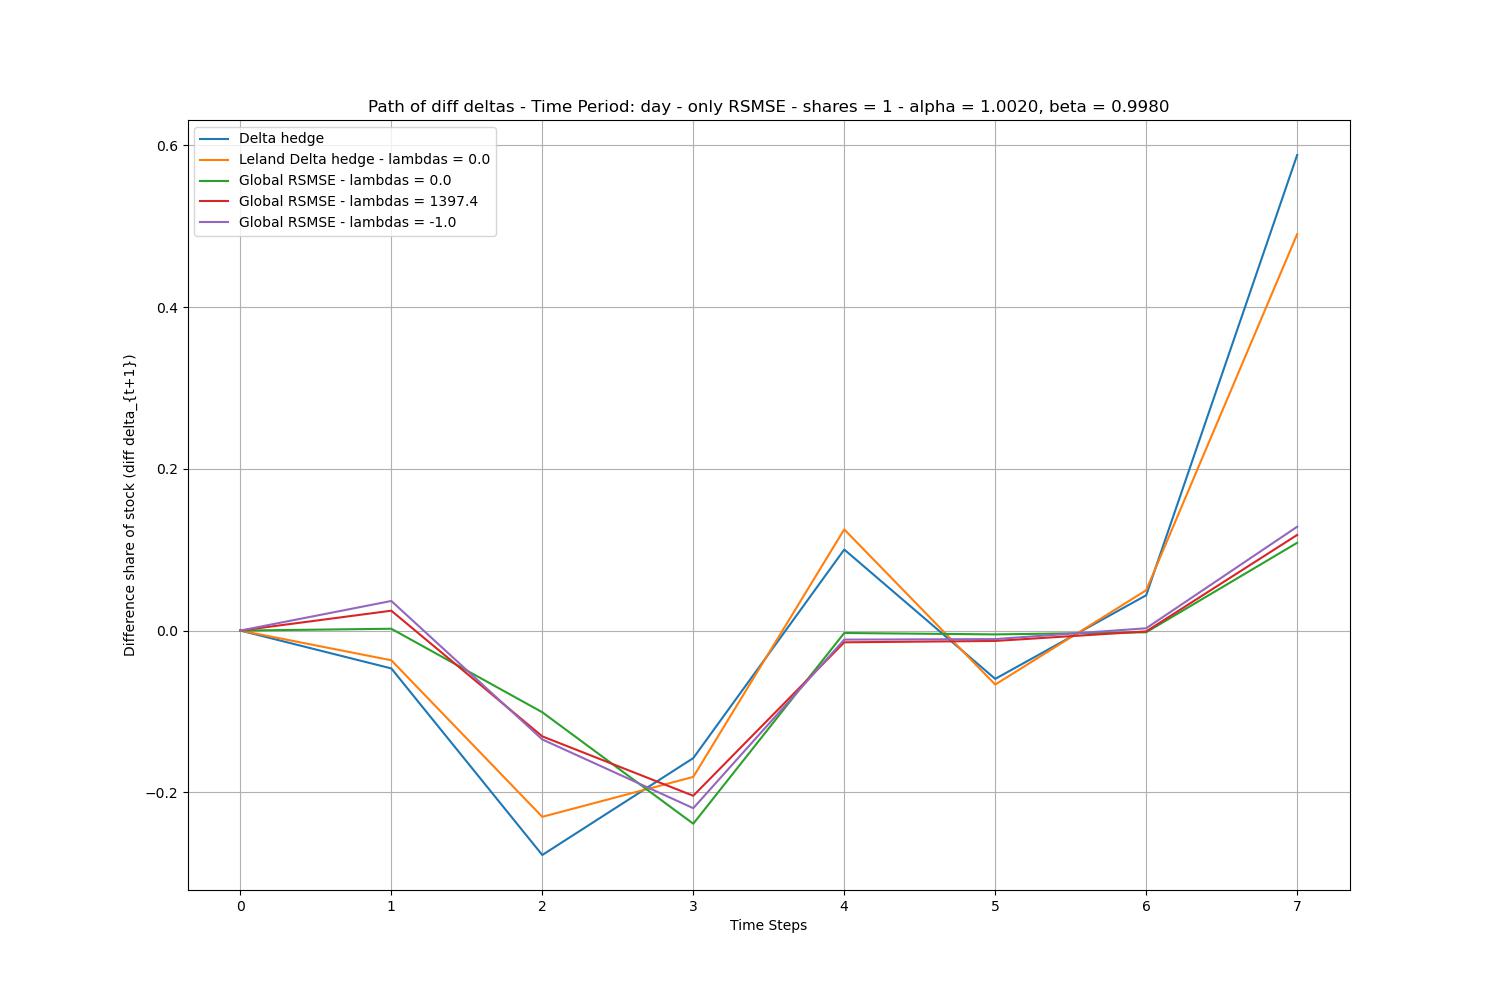 Path of diff deltas - Time Period: day - only RSMSE - shares = 1 - alpha = 1.0020, beta = 0.9980
Delta hedge
Leland Delta hedge - lambdas = 0.0
Global RSMSE - lambdas = 0.0
Global RSMSE - lambdas = 1397.4
Global RSMSE - lambdas = -1.0
Difference share of stock (diff delta_{t+1})
0.6
0.4
0.2
0.0
−0.2
0 1 2 3 4 5 6 7
Time Steps